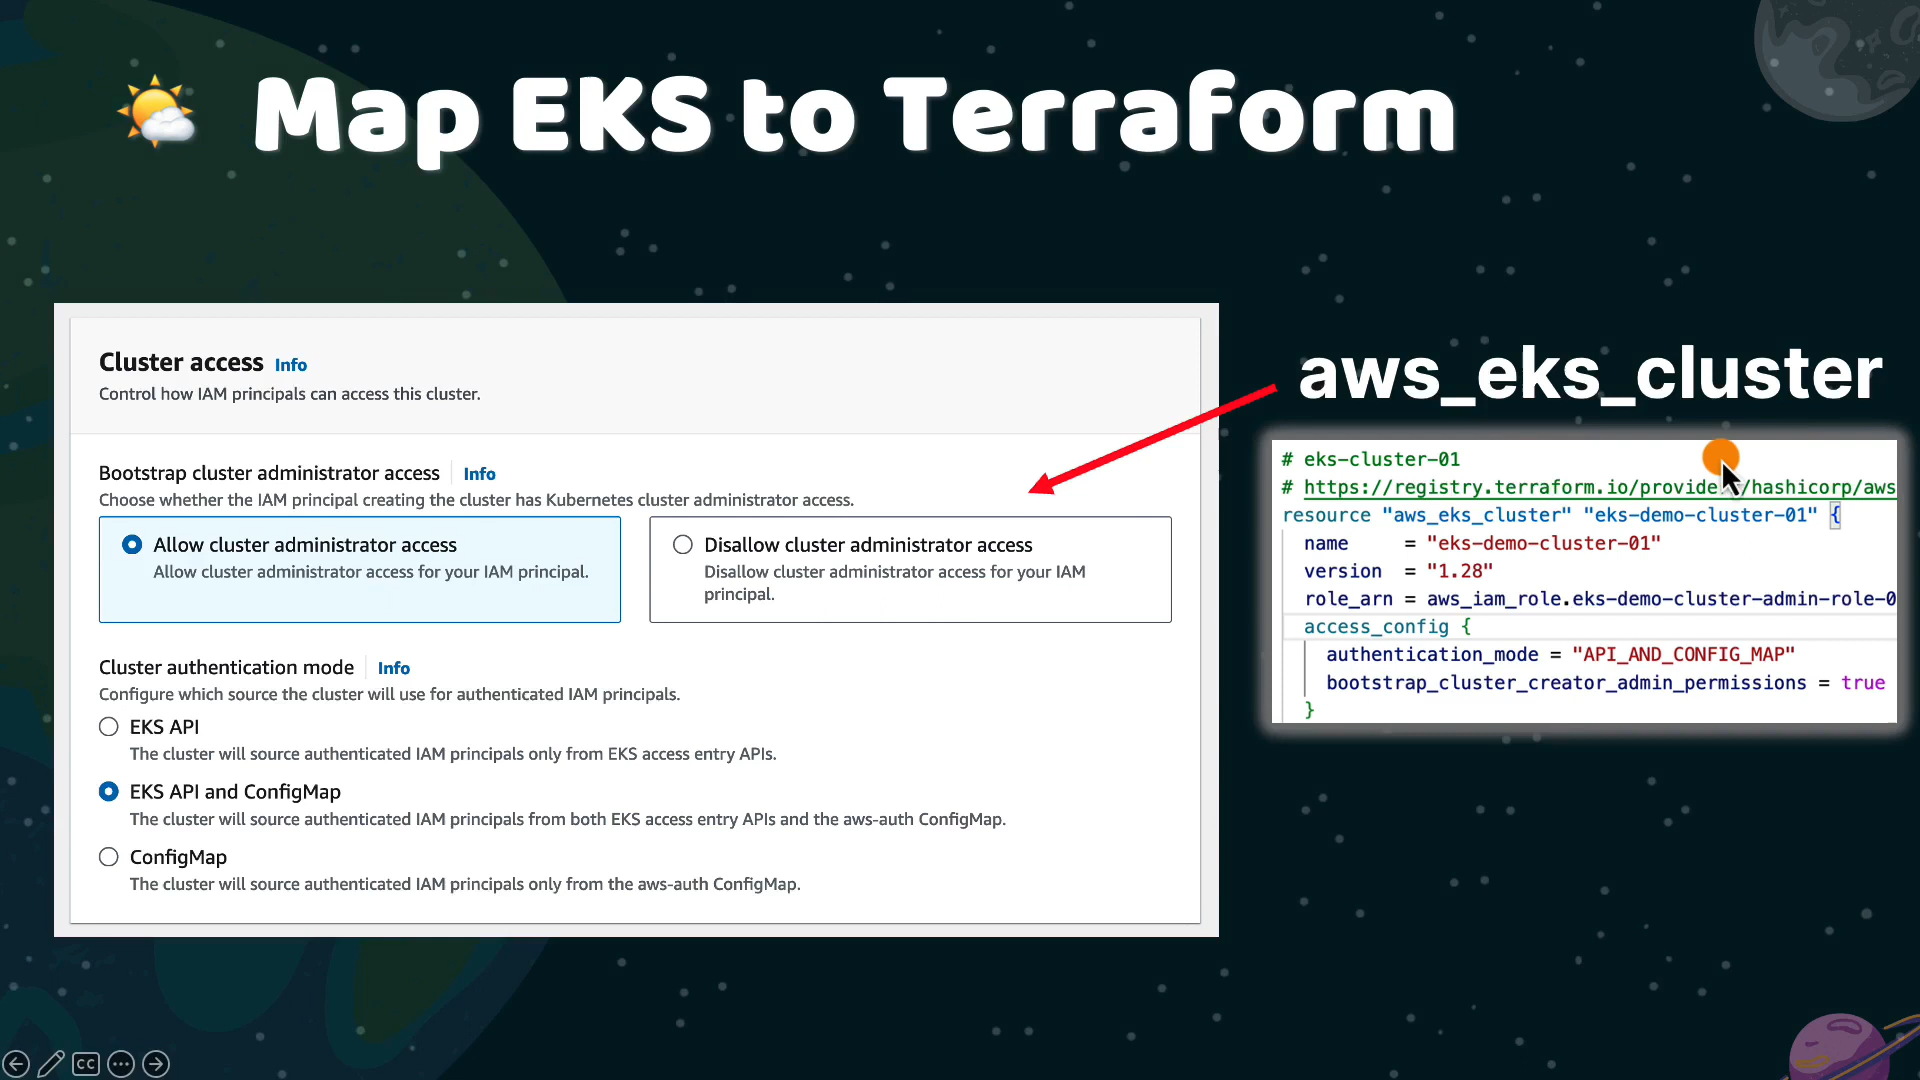 Map EKS to Terraform
Cluster access Info
Control how IAM principals can access this cluster.
Bootstrap cluster administrator access Info
Choose whether the IAM principal creating the cluster has Kubernetes cluster administrator access.
Allow cluster administrator access
Allow cluster administrator access for your IAM principal.
Disallow cluster administrator access
Disallow cluster administrator access for your IAM
principal.
Cluster authentication mode Info
Configure which source the cluster will use for authenticated IAM principals.
EKS API
The cluster will source authenticated IAM principals only from EKS access entry APIs.
EKS API and ConfigMap
The cluster will source authenticated IAM principals from both EKS access entry APIs and the aws-auth ConfigMap.
ConfigMap
The cluster will source authenticated IAM principals only from the aws-auth ConfigMap.
aws_eks_cluster
# eks-cluster-01
# https://registry.terraform.io/provide /hashicorp/aws
resource "aws_eks_cluster" "eks-demo-cluster-01" {
name = "eks-demo-cluster-01"
version = "1.28"
role_arn = aws_iam_role.eks-demo-cluster-admin-role-0
access_config {
authentication_mode = "API_AND_CONFIG_MAP"
bootstrap_cluster_creator_admin_permissions = true
}
CC